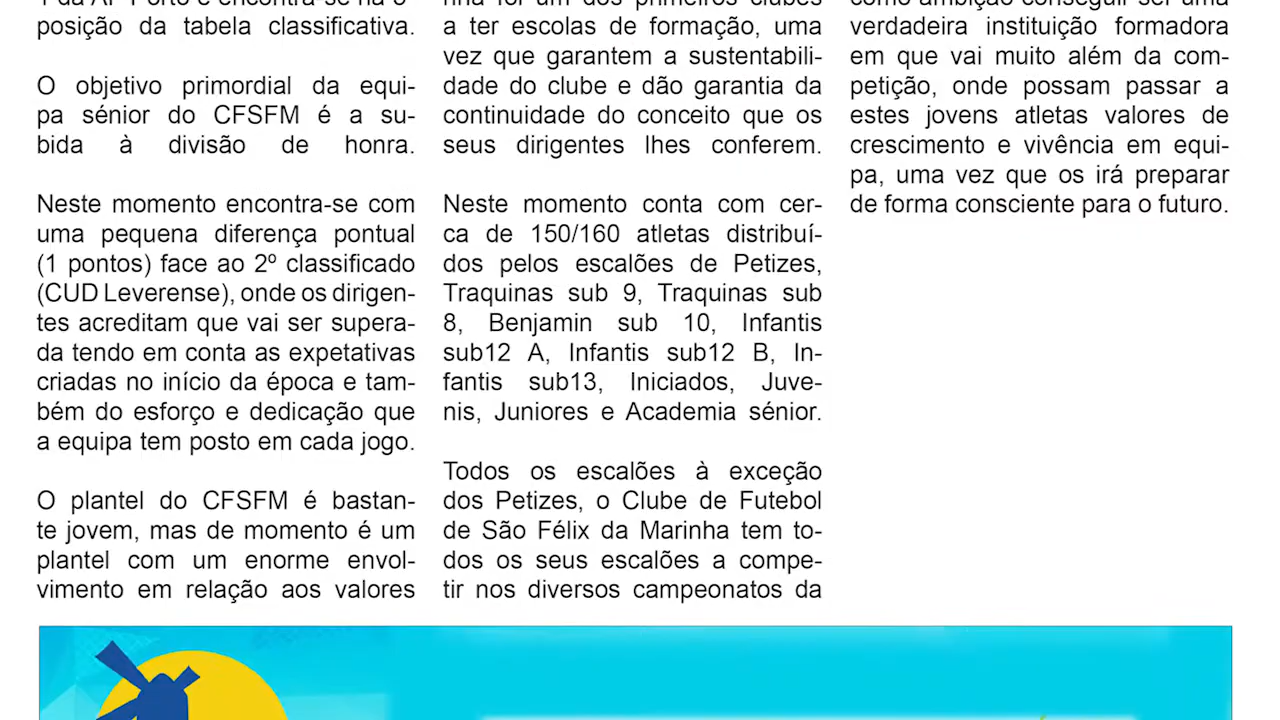 posição da tabela classificativa.
O objetivo primordial da equi-
pa sénior do CFSFM é a su-
bida à divisão de honra.
Neste momento encontra-se com
uma pequena diferença pontual
(1 pontos) face ao 2º classificado
(CUD Leverense), onde os dirigen-
tes acreditam que vai ser supera-
da tendo em conta as expetativas
criadas no início da época e tam-
bém do esforço e dedicação que
a equipa tem posto em cada jogo.
O plantel do CFSFM é bastan-
te jovem, mas de momento é um
plantel com um enorme envol-
vimento em relação aos valores
nha foi um dos primeiros clubes
a ter escolas de formação, uma
vez que garantem a sustentabili-
dade do clube e dão garantia da
continuidade do conceito que os
seus dirigentes lhes conferem.
Neste momento conta com cer-
ca de 150/160 atletas distribuí-
dos pelos escalões de Petizes,
Traquinas sub 9, Traquinas sub
8, Benjamin sub 10, Infantis
sub12 A, Infantis sub12 B, In-
fantis sub13, Iniciados, Juve-
nis, Juniores e Academia sénior.
Todos os escalões à exceção
dos Petizes, o Clube de Futebol
de São Félix da Marinha tem to-
dos os seus escalões a compe-
tir nos diversos campeonatos da
como ambição conseguir ser uma
verdadeira instituição formadora
em que vai muito além da com-
petição, onde possam passar a
estes jovens atletas valores de
crescimento e vivência em equi-
pa, uma vez que os irá preparar
de forma consciente para o futuro.